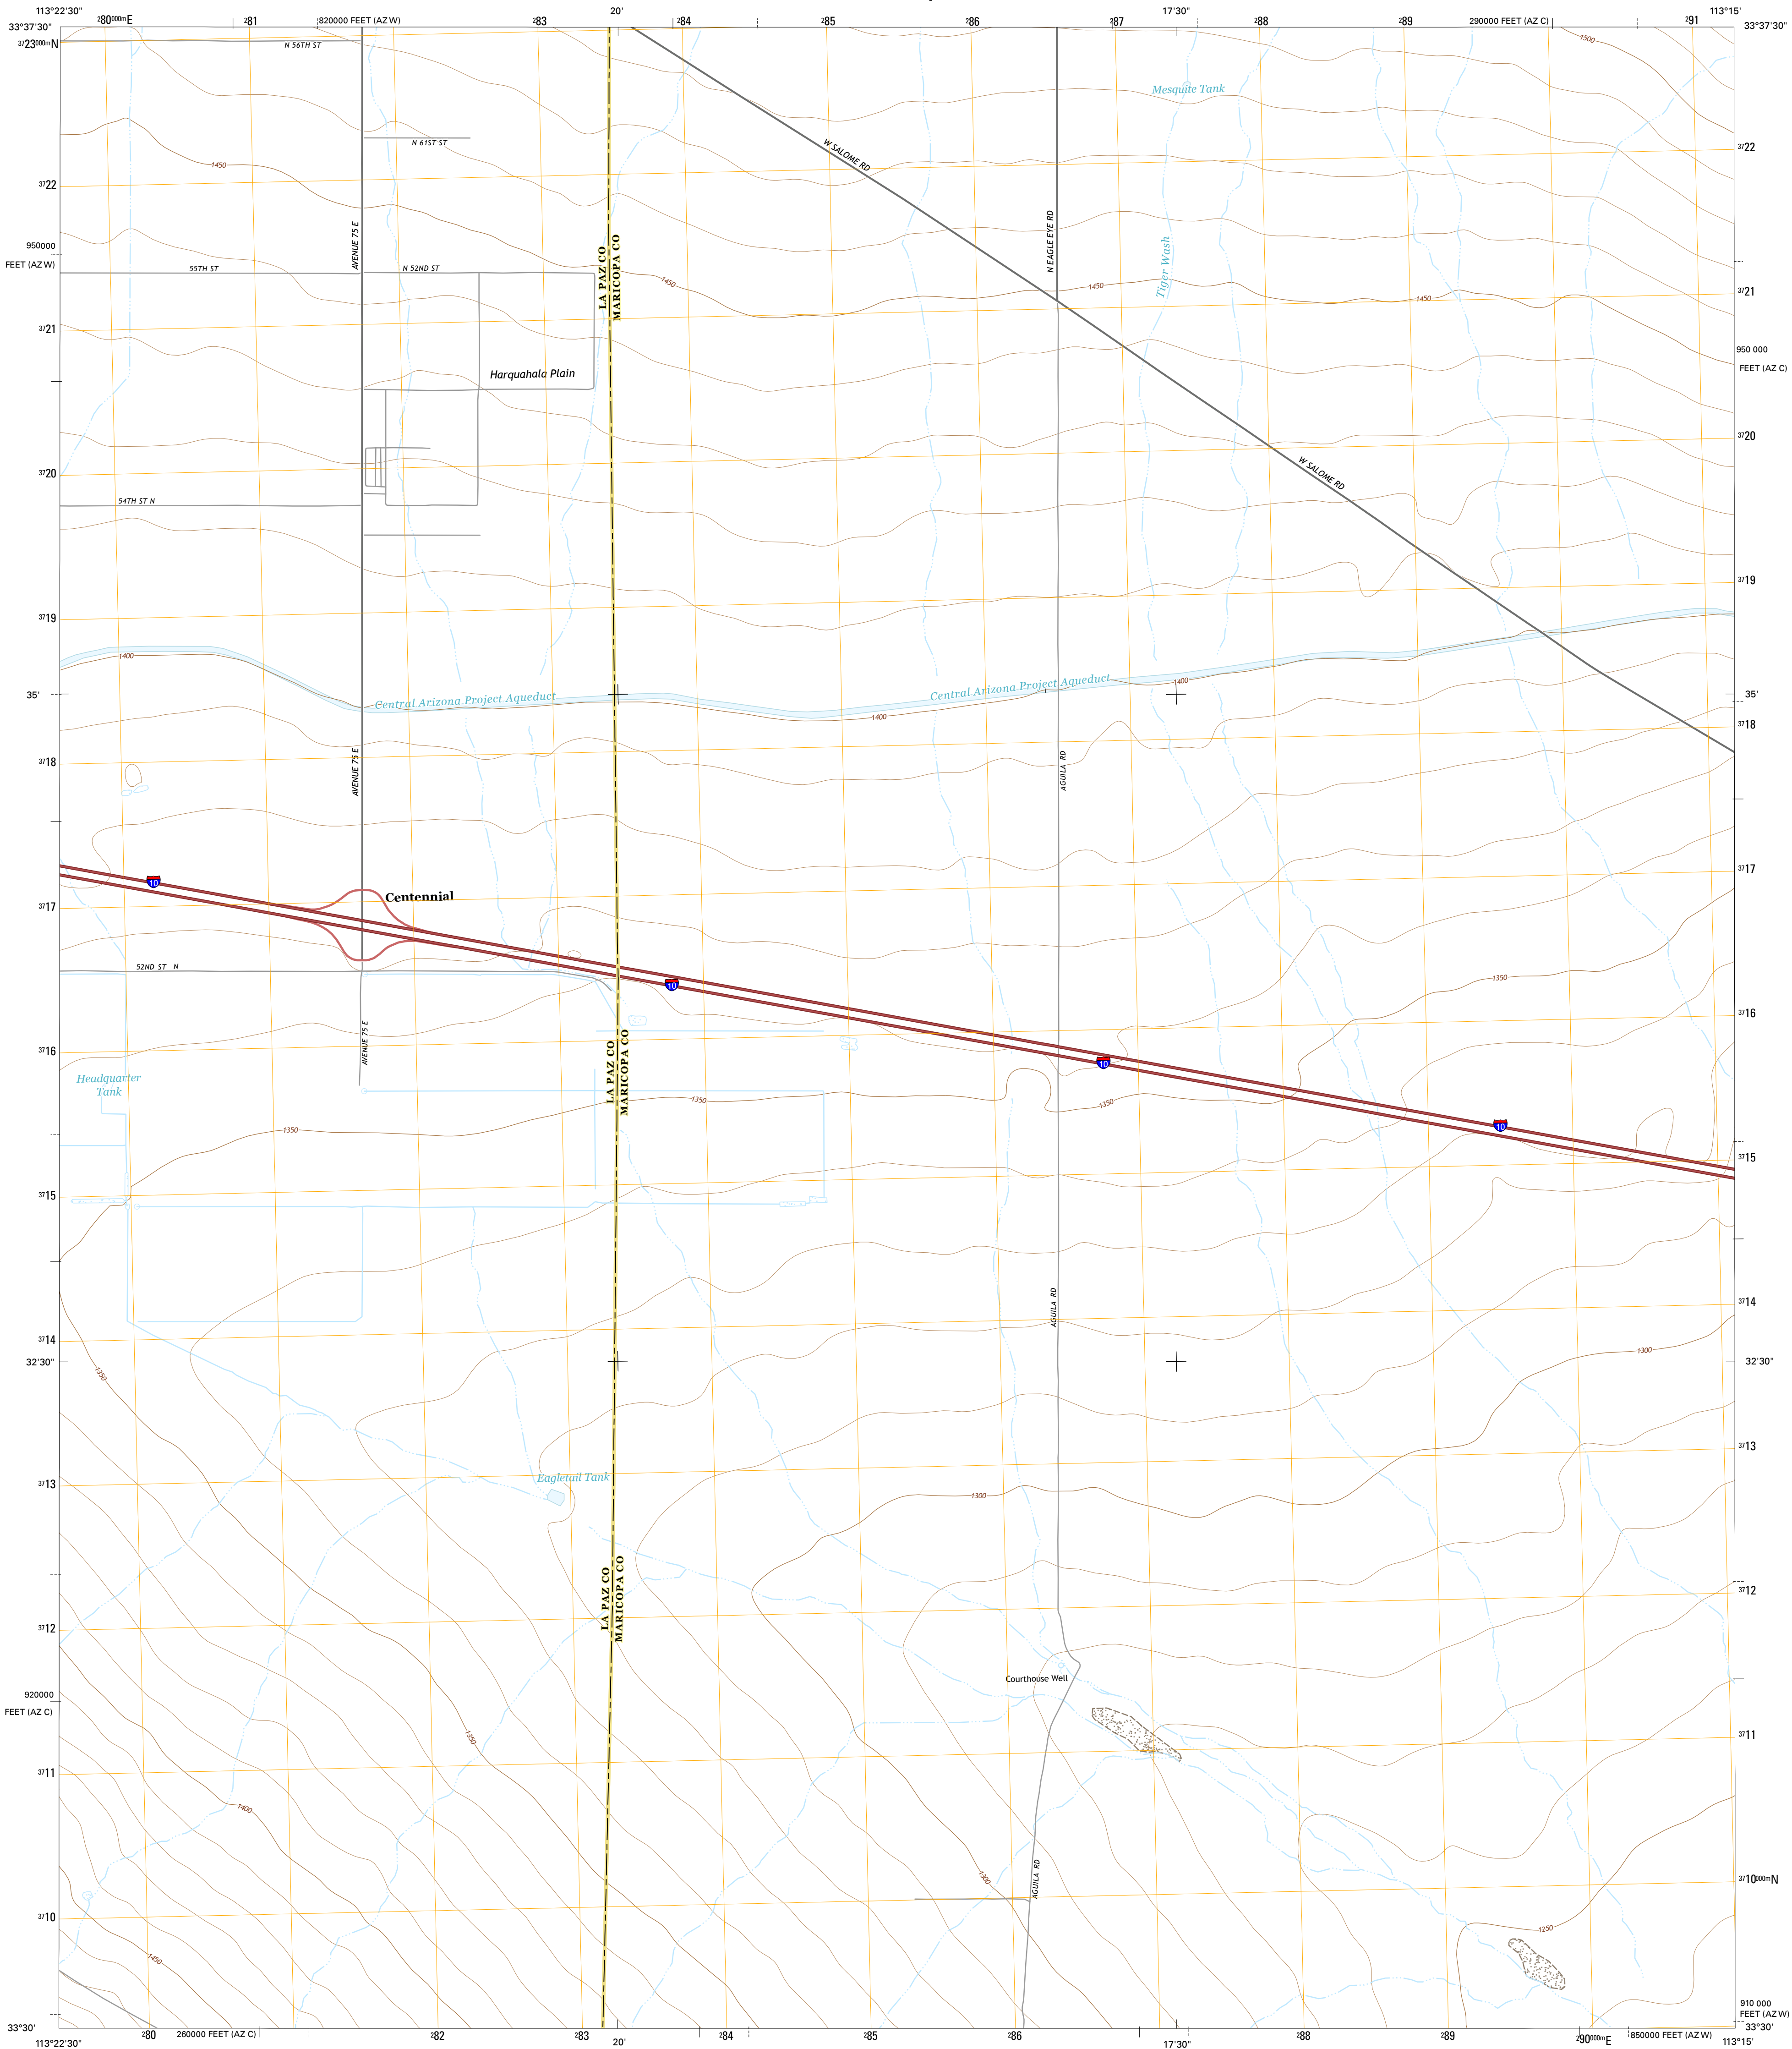 113°22'30"
²80⁰⁰⁰ᵐE
²81
820000 FEET (AZ W)
²83
20'
²84
²85
²86
²87
17'30"
²88
²89
290000 FEET (AZ C)
²91
113°15'
33°37'30"
33°37'30"
³⁷23⁰⁰⁰ᵐN
N 56TH ST
1500
Mesquite Tank
N 61ST ST
W SALOME RD
³⁷22
1450
³⁷22
AVENUE 75 E
N EAGLE EYE RD
950000
FEET (AZ W)
55TH ST
N 52ND ST
LA PAZ CO
MARICOPA CO
Tiger Wash
1450
1450
1450
³⁷21
³⁷21
950 000
FEET (AZ C)
Harquahala Plain
³⁷20
³⁷20
W SALOME RD
54TH ST N
³⁷19
³⁷19
1400
35'
Central Arizona Project Aqueduct
Central Arizona Project Aqueduct
1400
1400
35'
³⁷18
³⁷18
AVENUE 75 E
AGUILA RD
³⁷17
10
Centennial
³⁷17
52ND ST N
10
1350
³⁷16
³⁷16
AVENUE 75 E
LA PAZ CO
MARICOPA CO
10
Headquarter
Tank
1350
1350
1350
10
³⁷15
³⁷15
AGUILA RD
³⁷14
³⁷14
32'30"
1350
1300
32'30"
³⁷13
³⁷13
Eagletail Tank
1300
³⁷12
³⁷12
LA PAZ CO
MARICOPA CO
Courthouse Well
920000
FEET (AZ C)
1350
³⁷11
³⁷11
1400
1300
AGUILA RD
³⁷10⁰⁰⁰ᵐN
³⁷10
1450
1250
910 000
FEET (AZ W)
33°30'
33°30'
113°22'30"
²80
260000 FEET (AZ C)
²82
²83
20'
²84
²85
²86
17'30"
²88
²89
²90⁰⁰⁰ᵐE
850000 FEET (AZ W)
113°15'